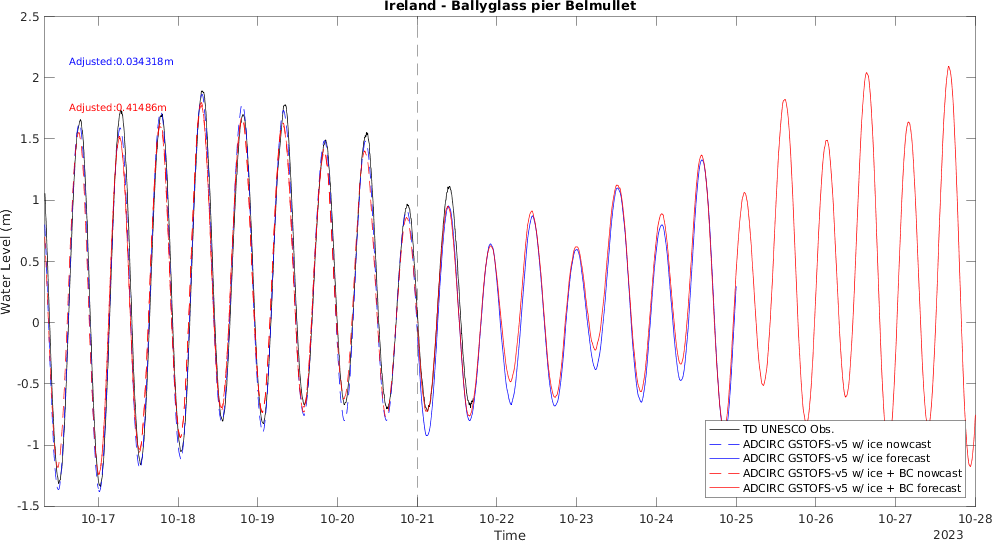 Ireland - Ballyglass pier Belmullet
2.5
2
1.5
1
0.5
0
-0.5
-1
-1.5
Water Level (m)
Adjusted:0.034318m
Adjusted:0.41486m
TD UNESCO Obs.
ADCIRC GSTOFS-v5 w/ ice nowcast
ADCIRC GSTOFS-v5 w/ ice forecast
ADCIRC GSTOFS-v5 w/ ice + BC nowcast
ADCIRC GSTOFS-v5 w/ ice + BC forecast
10-17 10-18 10-19 10-20 10-21 10-22 10-23 10-24 10-25 10-26 10-27 10-28
Time
2023